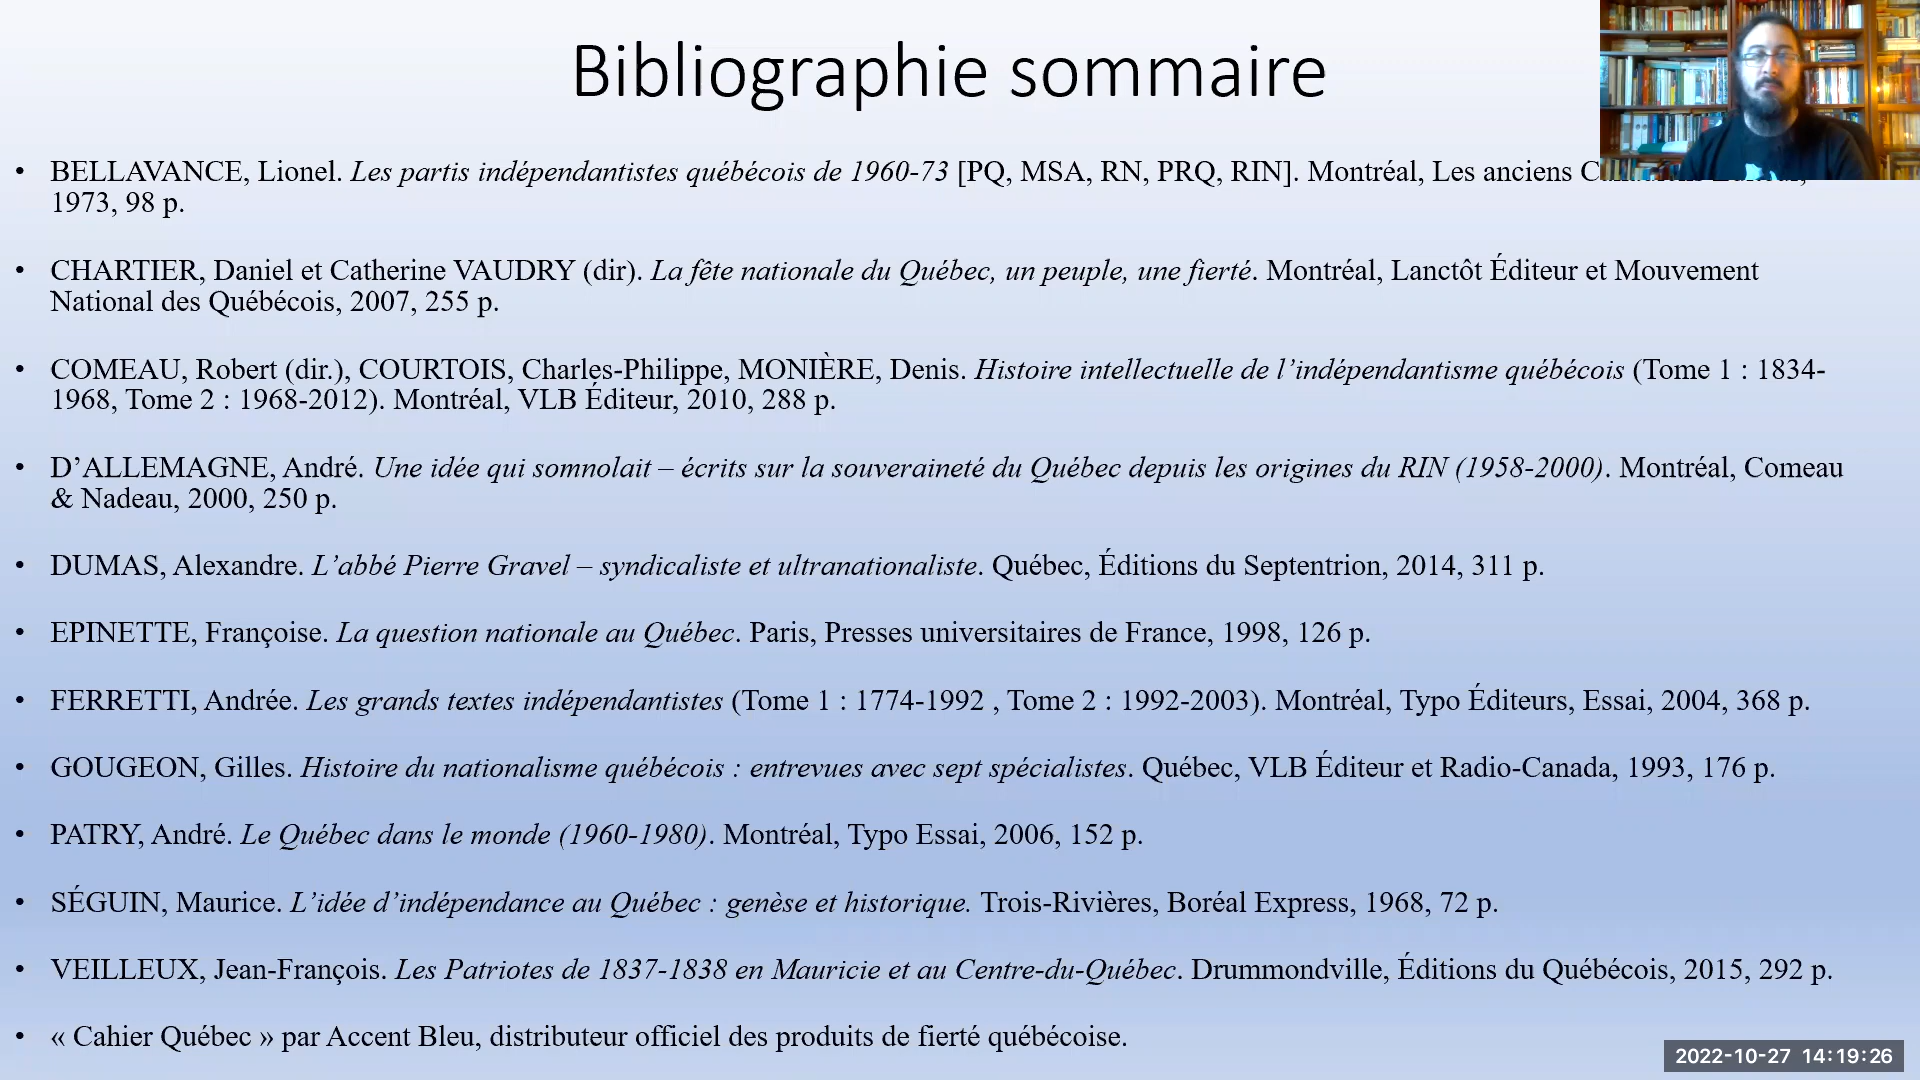 Bibliographie sommaire
• BELLAVANCE, Lionel. Les partis indépendantistes québécois de 1960-73 [PQ, MSA, RN, PRQ, RIN]. Montréal, Les anciens
1973, 98 p.
• CHARTIER, Daniel et Catherine VAUDRY (dir). La fête nationale du Québec, un peuple, une fierté. Montréal, Lanctôt Éditeur et Mouvement
National des Québécois, 2007, 255 p.
• COMEAU, Robert (dir.), COURTOIS, Charles-Philippe, MONIÈRE, Denis. Histoire intellectuelle de l’indépendantisme québécois (Tome 1 : 1834-
1968, Tome 2 : 1968-2012). Montréal, VLB Éditeur, 2010, 288 p.
• D’ALLEMAGNE, André. Une idée qui somnolait – écrits sur la souveraineté du Québec depuis les origines du RIN (1958-2000). Montréal, Comeau
& Nadeau, 2000, 250 p.
• DUMAS, Alexandre. L’abbé Pierre Gravel – syndicaliste et ultranationaliste. Québec, Éditions du Septentrion, 2014, 311 p.
• EPINETTE, Françoise. La question nationale au Québec. Paris, Presses universitaires de France, 1998, 126 p.
• FERRETTI, Andrée. Les grands textes indépendantistes (Tome 1 : 1774-1992 , Tome 2 : 1992-2003). Montréal, Typo Éditeurs, Essai, 2004, 368 p.
• GOUGEON, Gilles. Histoire du nationalisme québécois : entrevues avec sept spécialistes. Québec, VLB Éditeur et Radio-Canada, 1993, 176 p.
• PATRY, André. Le Québec dans le monde (1960-1980). Montréal, Typo Essai, 2006, 152 p.
• SÉGUIN, Maurice. L’idée d’indépendance au Québec : genèse et historique. Trois-Rivières, Boréal Express, 1968, 72 p.
• VEILLEUX, Jean-François. Les Patriotes de 1837-1838 en Mauricie et au Centre-du-Québec. Drummondville, Éditions du Québécois, 2015, 292 p.
• « Cahier Québec » par Accent Bleu, distributeur officiel des produits de fierté québécoise.
2022-10-27 14:19:26